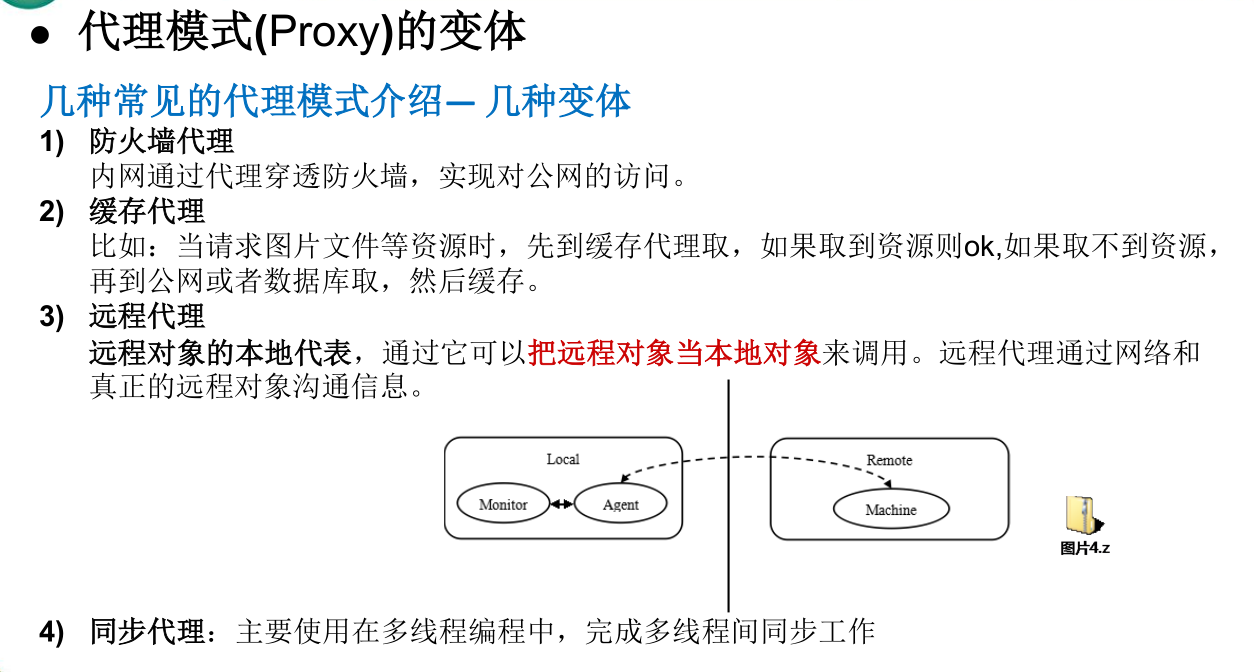 ● 代理模式(Proxy)的变体
几种常见的代理模式介绍— 几种变体
1) 防火墙代理
内网通过代理穿透防火墙，实现对公网的访问。
2) 缓存代理
比如：当请求图片文件等资源时，先到缓存代理取，如果取到资源则ok,如果取不到资源，
再到公网或者数据库取，然后缓存。
3) 远程代理
远程对象的本地代表，通过它可以把远程对象当本地对象来调用。远程代理通过网络和
真正的远程对象沟通信息。
Local
Monitor
Agent
Remote
Machine
图片4.z
4) 同步代理：主要使用在多线程编程中，完成多线程间同步工作